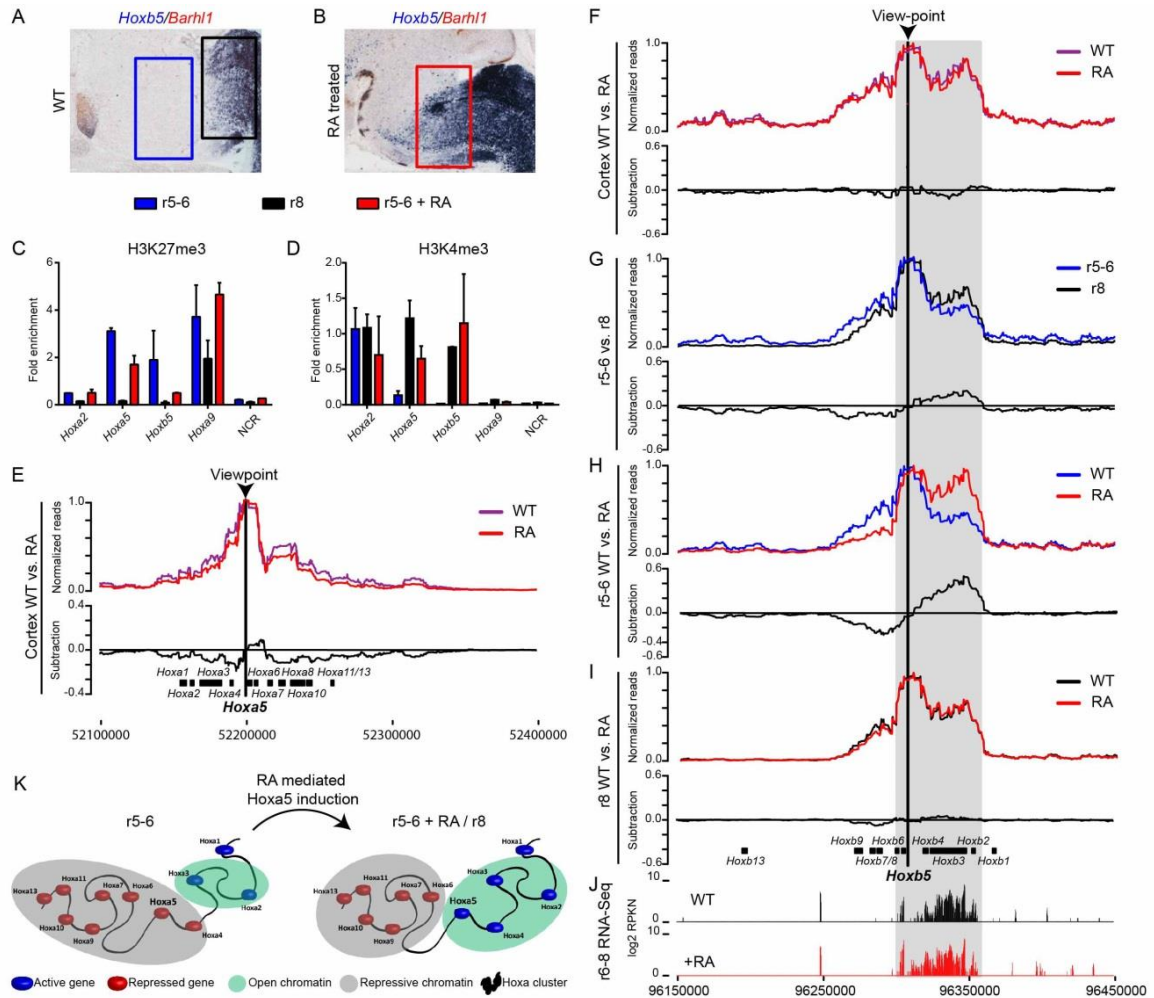 A
Hoxb5/Barhl1
WT
B
Hoxb5/Barhl1
RA treated
r5-6
r8
r5-6 + RA
C
H3K27me3
Fold enrichment
6
4
2
0
Hoxa2
Hoxa5
Hoxb5
Hoxa9
NCR
D
H3K4me3
Fold enrichment
2.0
1.5
1.0
0.5
0.0
Hoxa2
Hoxa5
Hoxb5
Hoxa9
NCR
E
Viewpoint
Cortex WT vs. RA
Normalized reads
1.0
0.0
WT
RA
Subtraction
0.4
0.0
-0.4
Hoxa1
Hoxa3
Hoxa6
Hoxa8
Hoxa11/13
Hoxa2
Hoxa4
Hoxa7
Hoxa10
Hoxa5
52100000
52200000
52300000
52400000
K
RA mediated
Hoxa5 induction
r5-6
r5-6 + RA / r8
Hoxa1
Hoxa3
Hoxa2
Hoxa11
Hoxa13
Hoxa7
Hoxa6
Hoxa5
Hoxa10
Hoxa9
Hoxa4
Hoxa1
Hoxa3
Hoxa2
Hoxa11
Hoxa13
Hoxa7
Hoxa6
Hoxa5
Hoxa10
Hoxa9
Hoxa4
Active gene
Repressed gene
Open chromatin
Repressive chromatin
Hoxa cluster
F
View-point
Cortex WT vs. RA
Normalized reads
1.0
0.0
WT
RA
Subtraction
0.6
0.0
-0.6
G
r5-6 vs. r8
Normalized reads
1.0
0.0
r5-6
r8
Subtraction
0.6
0.0
-0.6
H
r5-6 WT vs. RA
Normalized reads
1.0
0.0
WT
RA
Subtraction
0.6
0.0
-0.4
-0.6
I
r8 WT vs. RA
Normalized reads
1.0
0.0
WT
RA
Subtraction
0.6
0.0
-0.6
Hoxb9
Hoxb6
Hoxb4
Hoxb2
Hoxb13
Hoxb7/8
Hoxb3
Hoxb1
Hoxb5
J
r6-8 RNA-Seq
log2 RPKN
10
0
WT
10
0
+RA
96150000
96250000
96350000
96450000